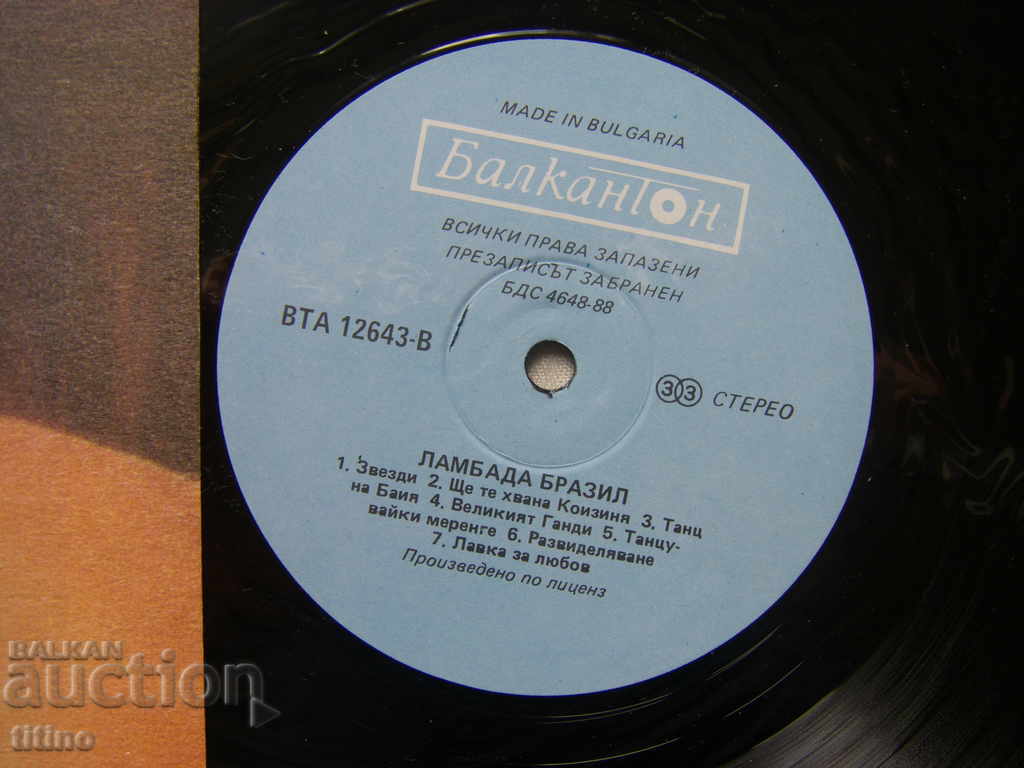 MADE IN BULGARIA
Балкантон
ВСИЧКИ ПРАВА ЗАПАЗЕНИ
ПРЕЗАПИСЪТ ЗАБРАНЕН
БДС 4648-88
ВТА 12643-В
33 СТЕРЕО
ЛАМБАДА БРАЗИЛ
1. Звезди 2. Ще те хвана Коизиня 3. Танц
на Баия 4. Великият Ганди 5. Танцу-
вайки меренге 6. Развиделяване
7. Лавка за любов
Произведено по лиценз
BALKAN
auction
titino